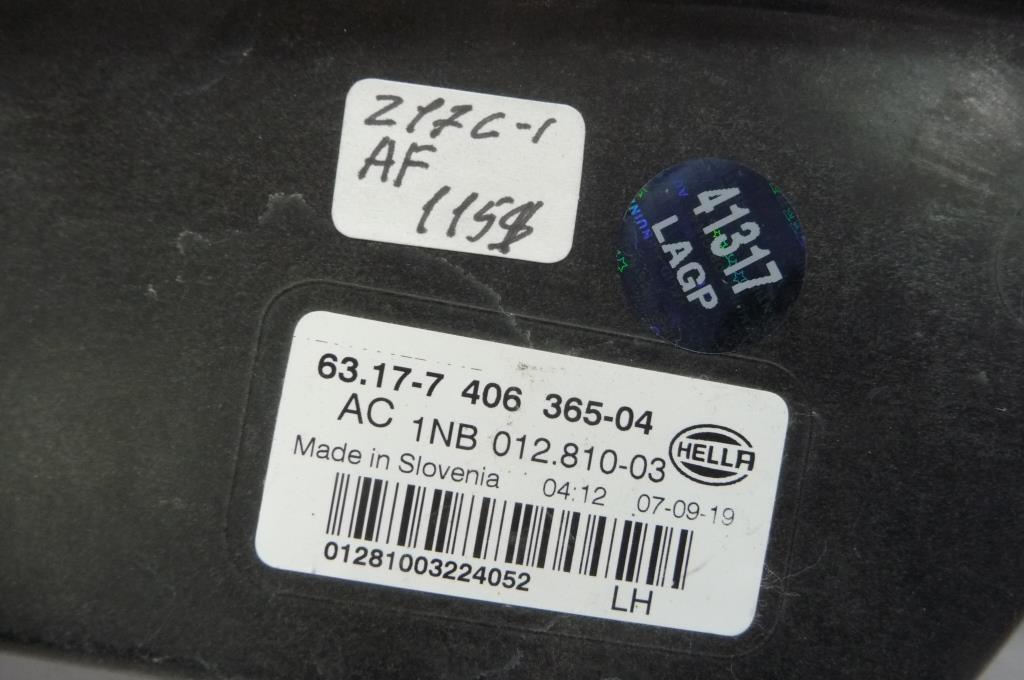 Z17C-1
AF
115$
41317
LAGP
63.17-7 406 365-04
AC 1NB 012.810-03
HELLA
Made in Slovenia 04:12 07-09-19
01281003224052
LH